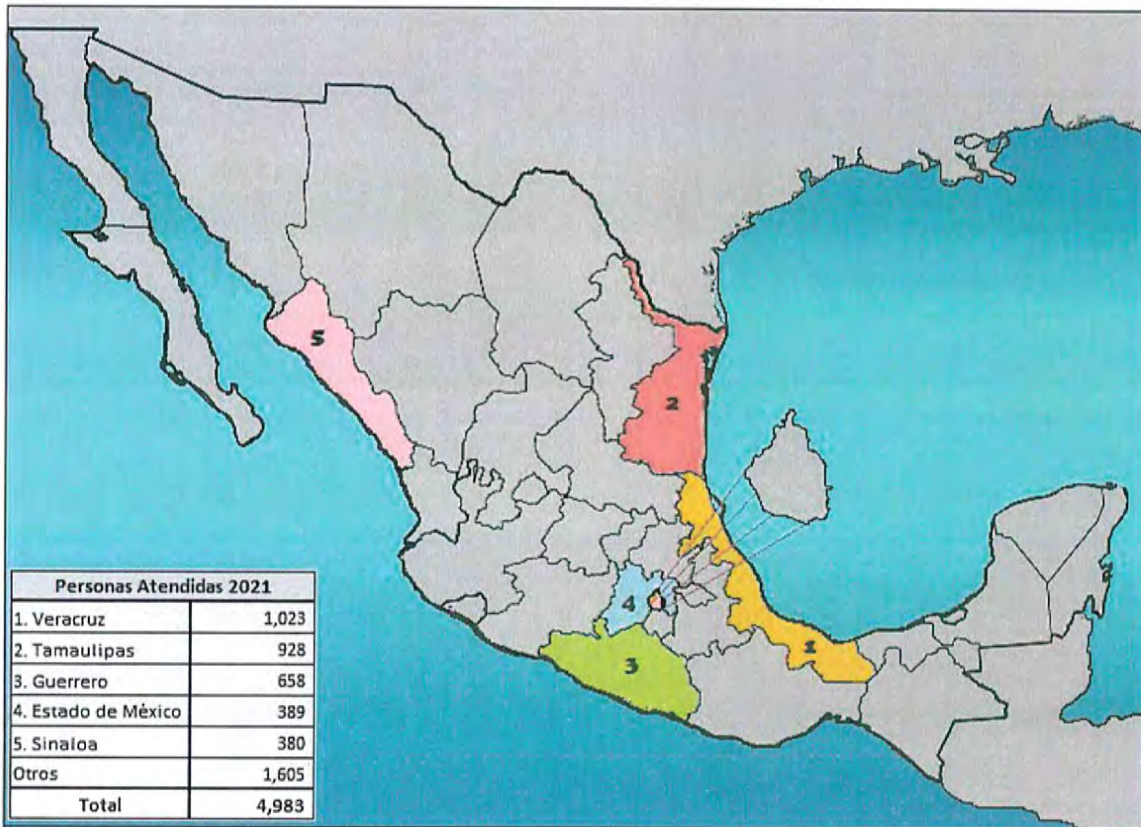 5
2
4
3
1
Personas Atendidas 2021
1. Veracruz 1,023
2. Tamaulipas 928
3. Guerrero 658
4. Estado de México 389
5. Sinaloa 380
Otros 1,605
Total 4,983